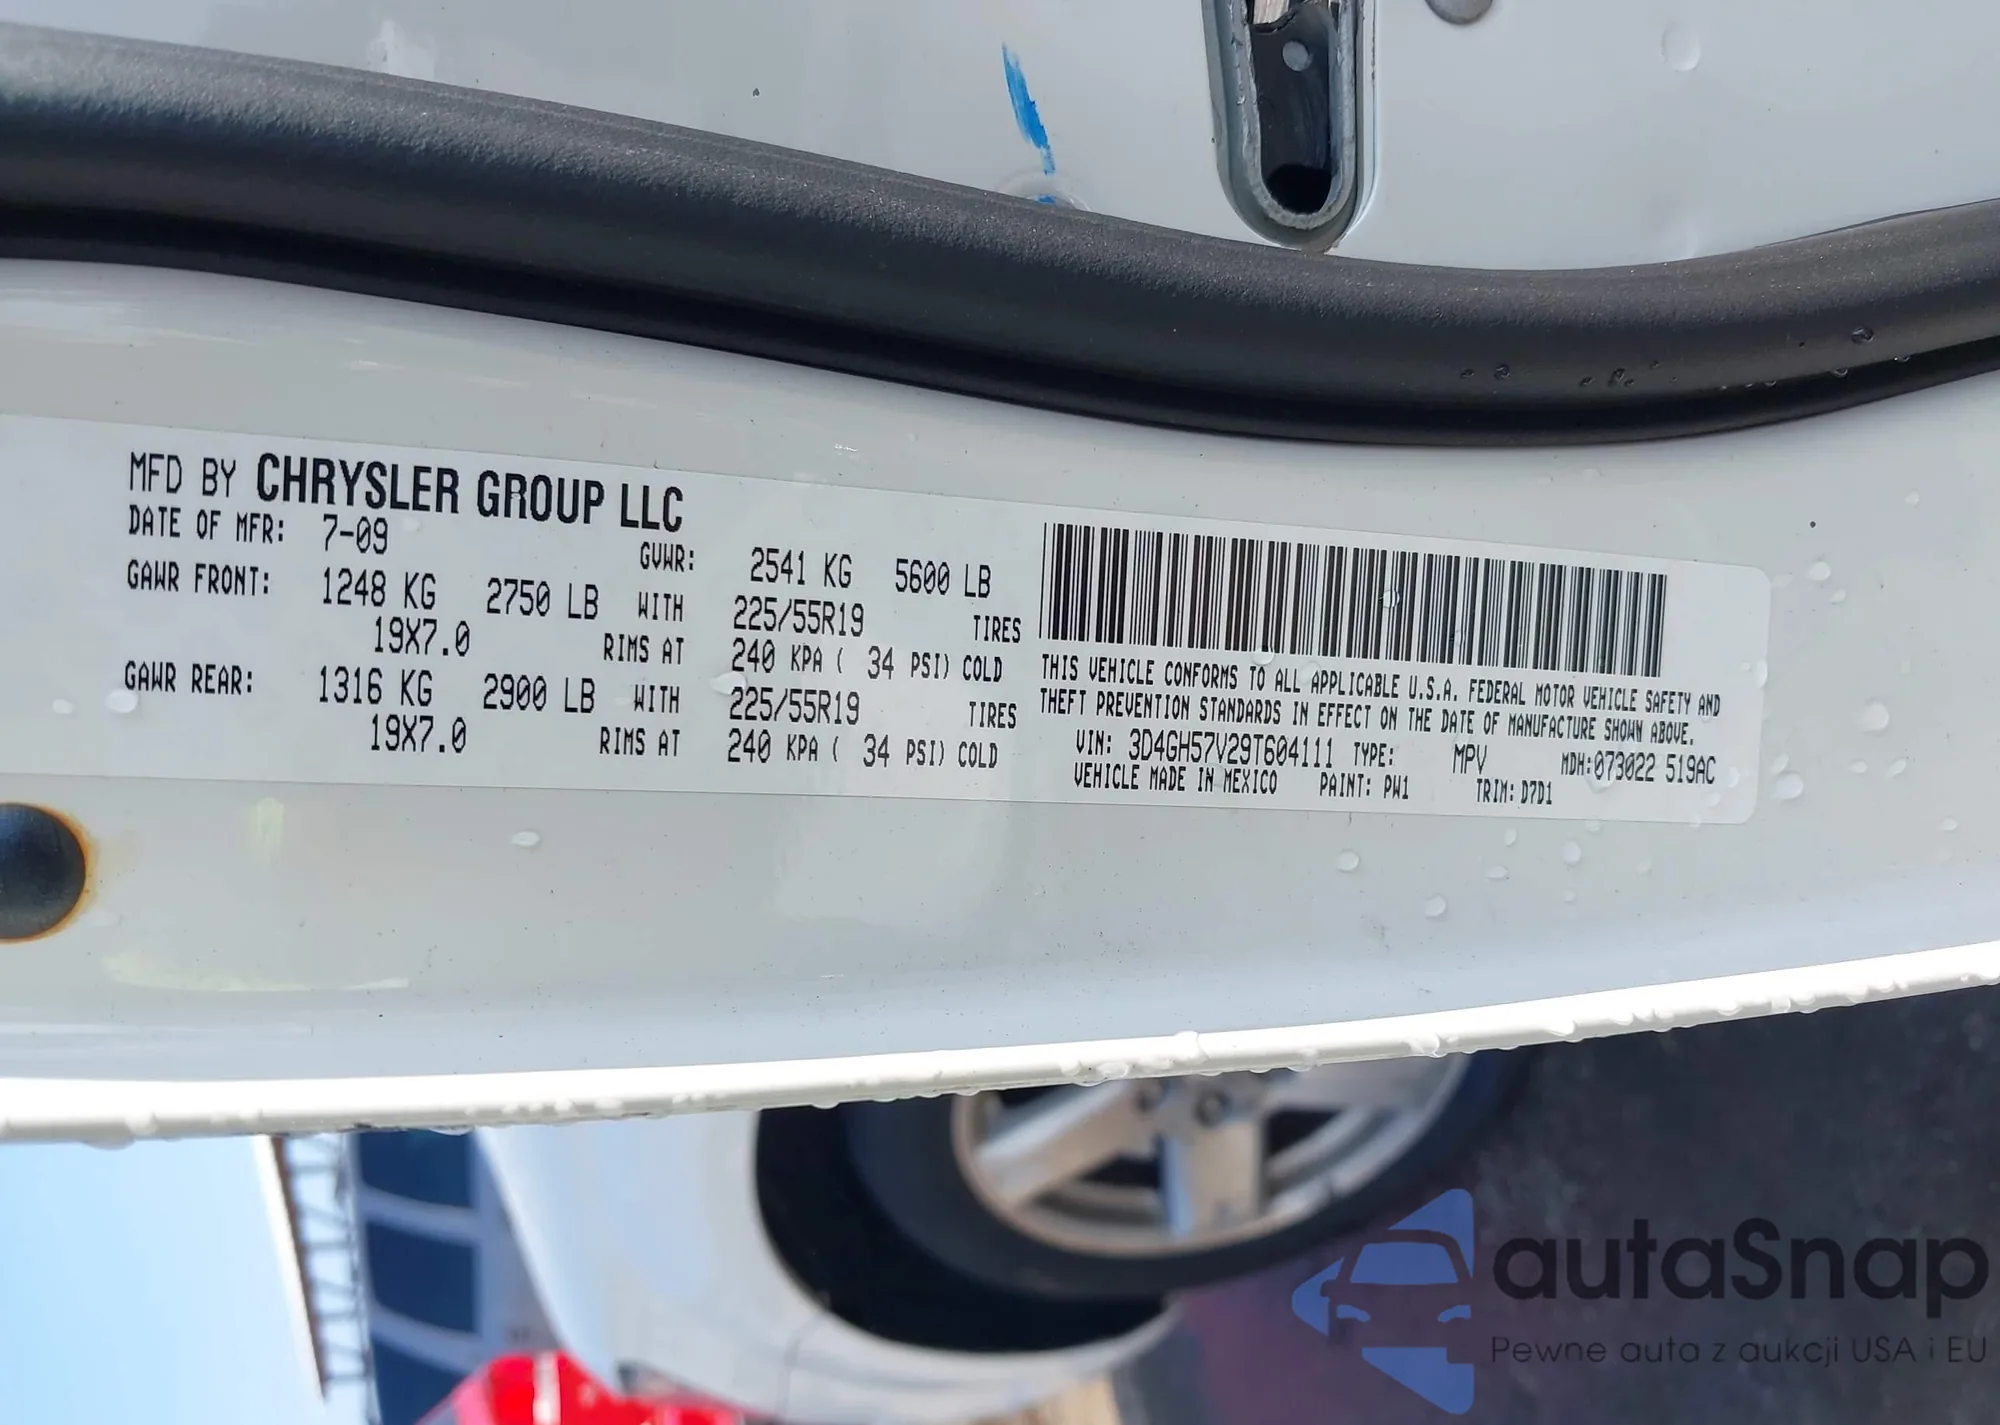 MFD BY CHRYSLER GROUP LLC
DATE OF MFR: 7-09 GVWR: 2541 KG 5600 LB
GAWR FRONT: 1248 KG 2750 LB WITH 225/55R19 TIRES
19X7.0 RIMS AT 240 KPA ( 34 PSI) COLD
GAWR REAR: 1316 KG 2900 LB WITH 225/55R19 TIRES
19X7.0 RIMS AT 240 KPA ( 34 PSI) COLD
THIS VEHICLE CONFORMS TO ALL APPLICABLE U.S.A. FEDERAL MOTOR VEHICLE SAFETY AND
THEFT PREVENTION STANDARDS IN EFFECT ON THE DATE OF MANUFACTURE SHOWN ABOVE.
VIN: 3D4GH57V29T604111 TYPE: MPV MDH:073022 519AC
VEHICLE MADE IN MEXICO PAINT: PW1 TRIM: D7D1
autaSnap
Pewne auta z aukcji USA i EU